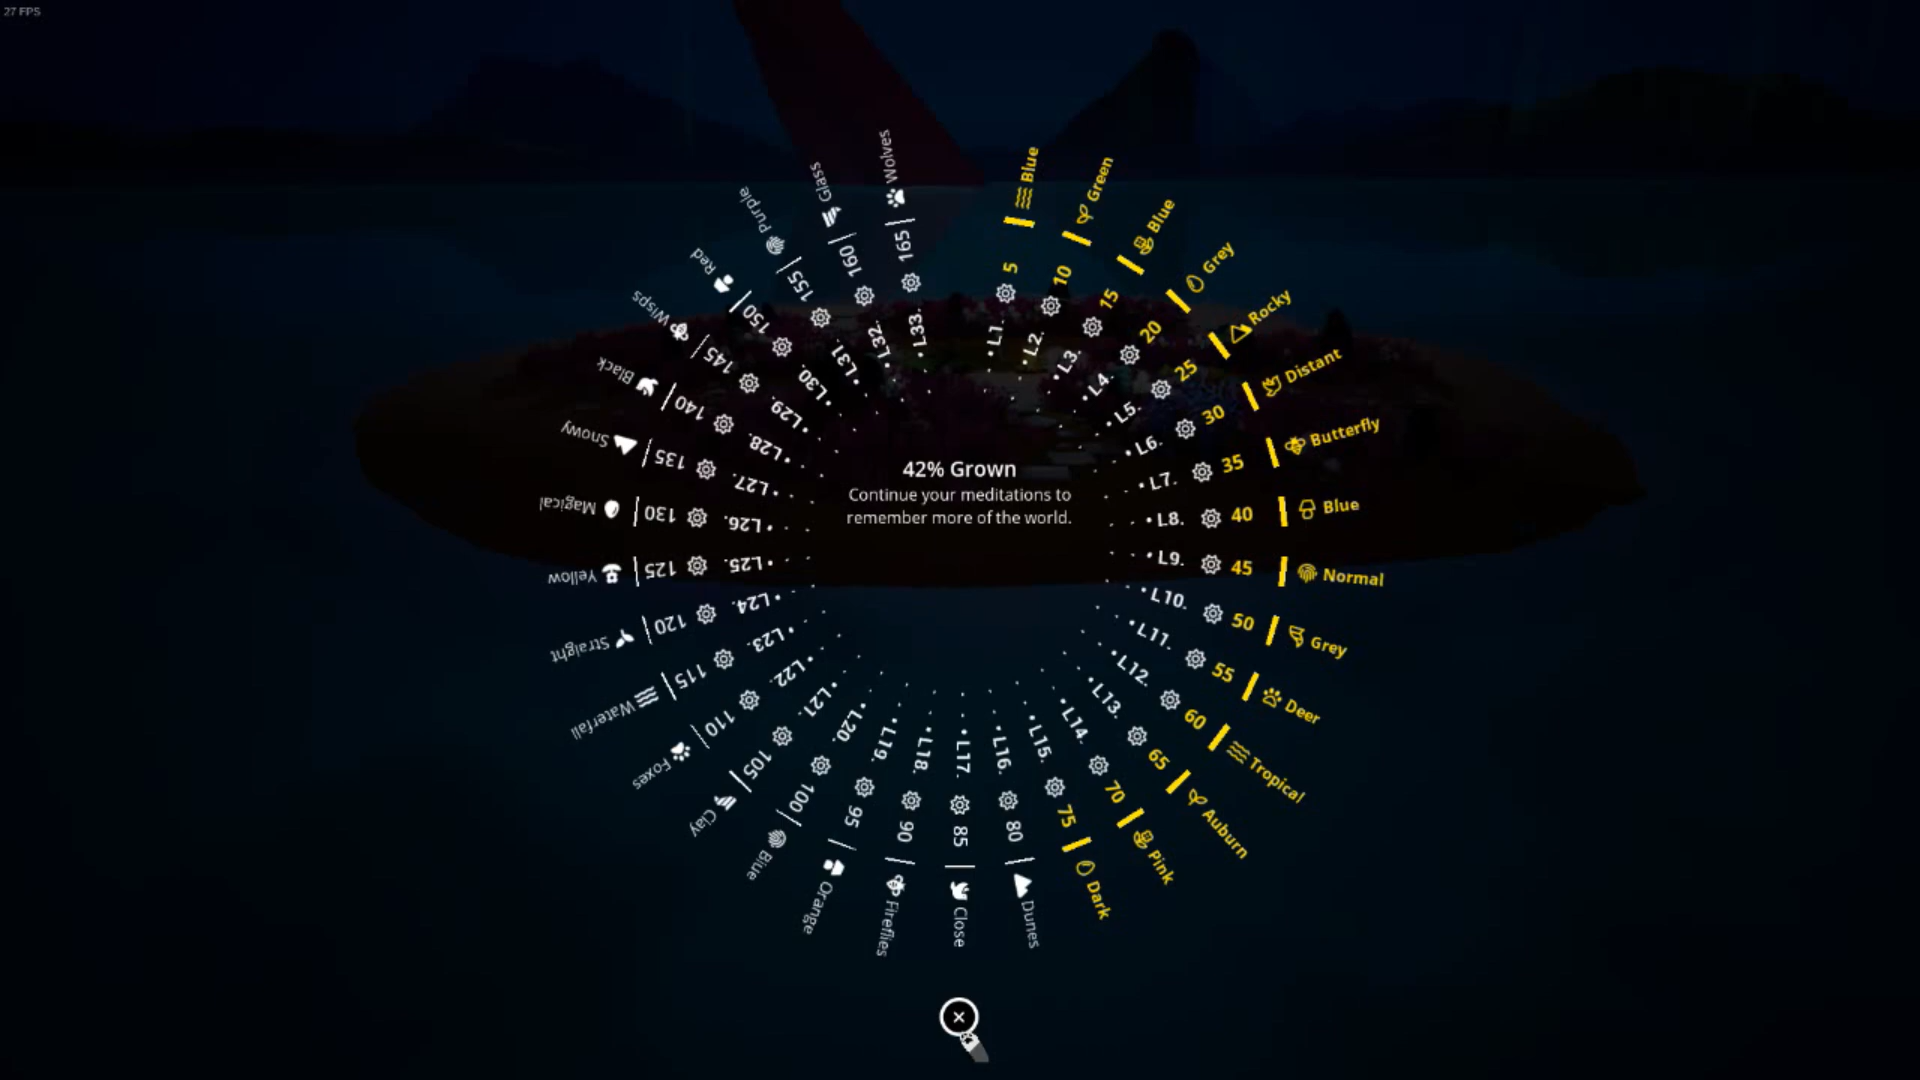 27 FPS
42% Grown
Continue your meditations to
remember more of the world.
L1. 5 Blue
L2. 10 Green
L3. 15 Blue
L4. 20 Grey
L5. 25 Rocky
L6. 30 Distant
L7. 35 Butterfly
L8. 40 Blue
L9. 45 Normal
L10. 50 Grey
L11. 55 Deer
L12. 60 Tropical
L13. 65 Auburn
L14. 70 Pink
L15. 75 Dark
L16. 80 Dunes
L17. 85 Close
L18. 90 Fireflies
L19. 95 Orange
L20. 100 Blue
L21. 105 Clay
L22. 110 Foxes
L23. 115 Waterfall
L24. 120 Straight
L25. 125 Yellow
L26. 130 Magical
L27. 135 Snowy
L28. 140 Black
L29. 145 Wisps
L30. 150 Red
L31. 155 Purple
L32. 160 Glass
L33. 165 Wolves